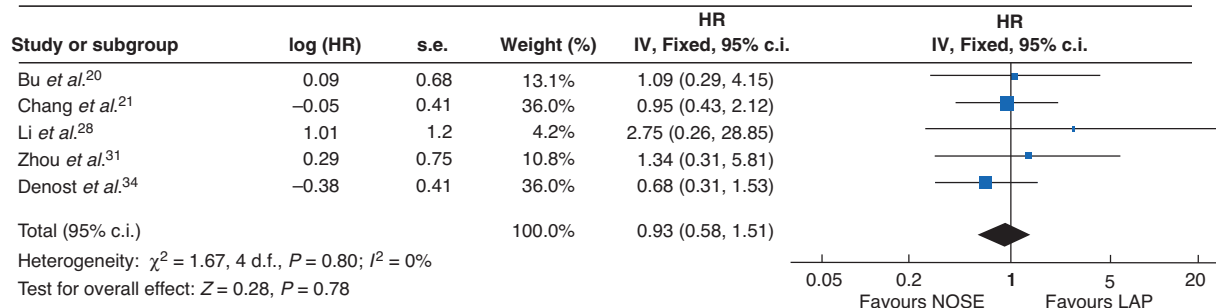 HR HR
Study or subgroup log (HR) s.e. Weight (%) IV, Fixed, 95% c.i. IV, Fixed, 95% c.i.
Bu et al.20 0.09 0.68 13.1% 1.09 (0.29, 4.15)
Chang et al.21 –0.05 0.41 36.0% 0.95 (0.43, 2.12)
Li et al.28 1.01 1.2 4.2% 2.75 (0.26, 28.85)
Zhou et al.31 0.29 0.75 10.8% 1.34 (0.31, 5.81)
Denost et al.34 –0.38 0.41 36.0% 0.68 (0.31, 1.53)
Total (95% c.i.) 100.0% 0.93 (0.58, 1.51)
Heterogeneity: χ2 = 1.67, 4 d.f., P = 0.80; I2 = 0%
Test for overall effect: Z = 0.28, P = 0.78
0.05 0.2 1 5 20
Favours NOSE Favours LAP